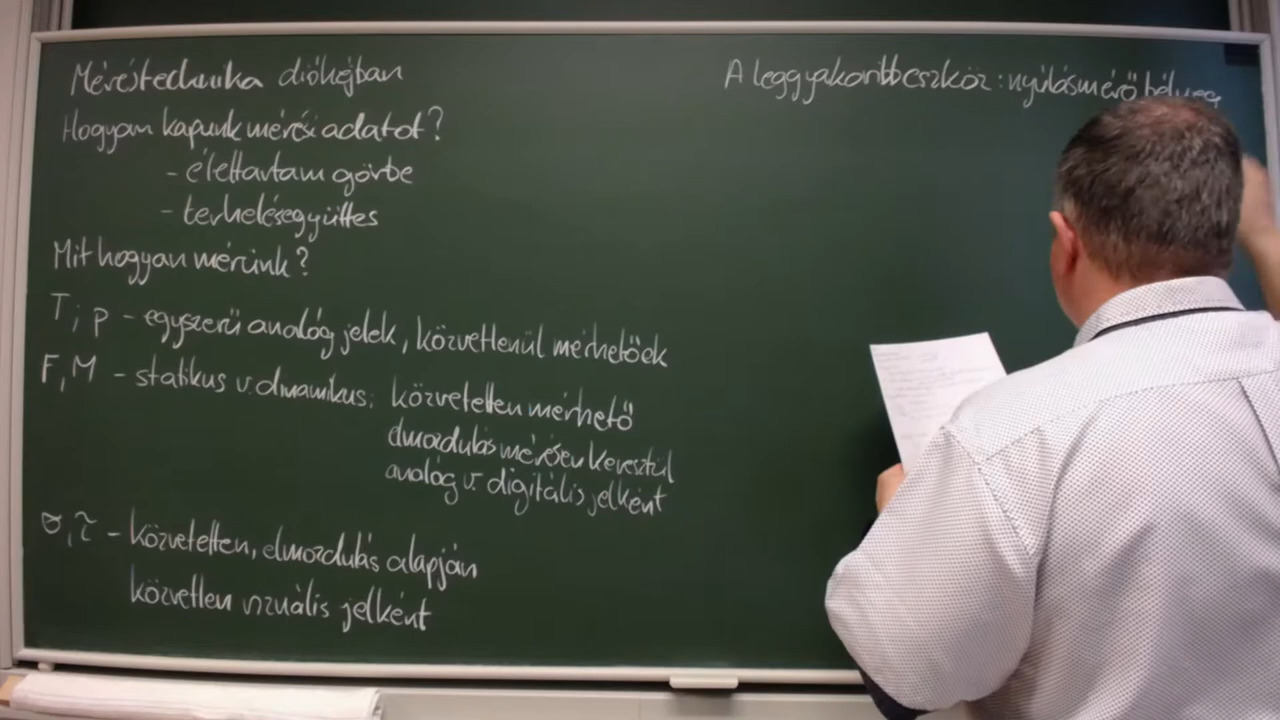 Méréstechnika dióhéjban
Hogyan kapunk mérési adatot?
- élettartam görbe
- terhelésegyüttes
Mit hogyan mérünk?
T; p - egyszerű analóg jelek, közvetlenül mérhetőek
F, M - statikus v. dinamikus: közvetetten mérhető
elmozdulás mérésen keresztül
analóg v. digitális jelként
σ, τ - közvetetten, elmozdulás alapján
közvetlen vizuális jelként
A leggyakoribb eszköz: nyúlásmérő bélyeg